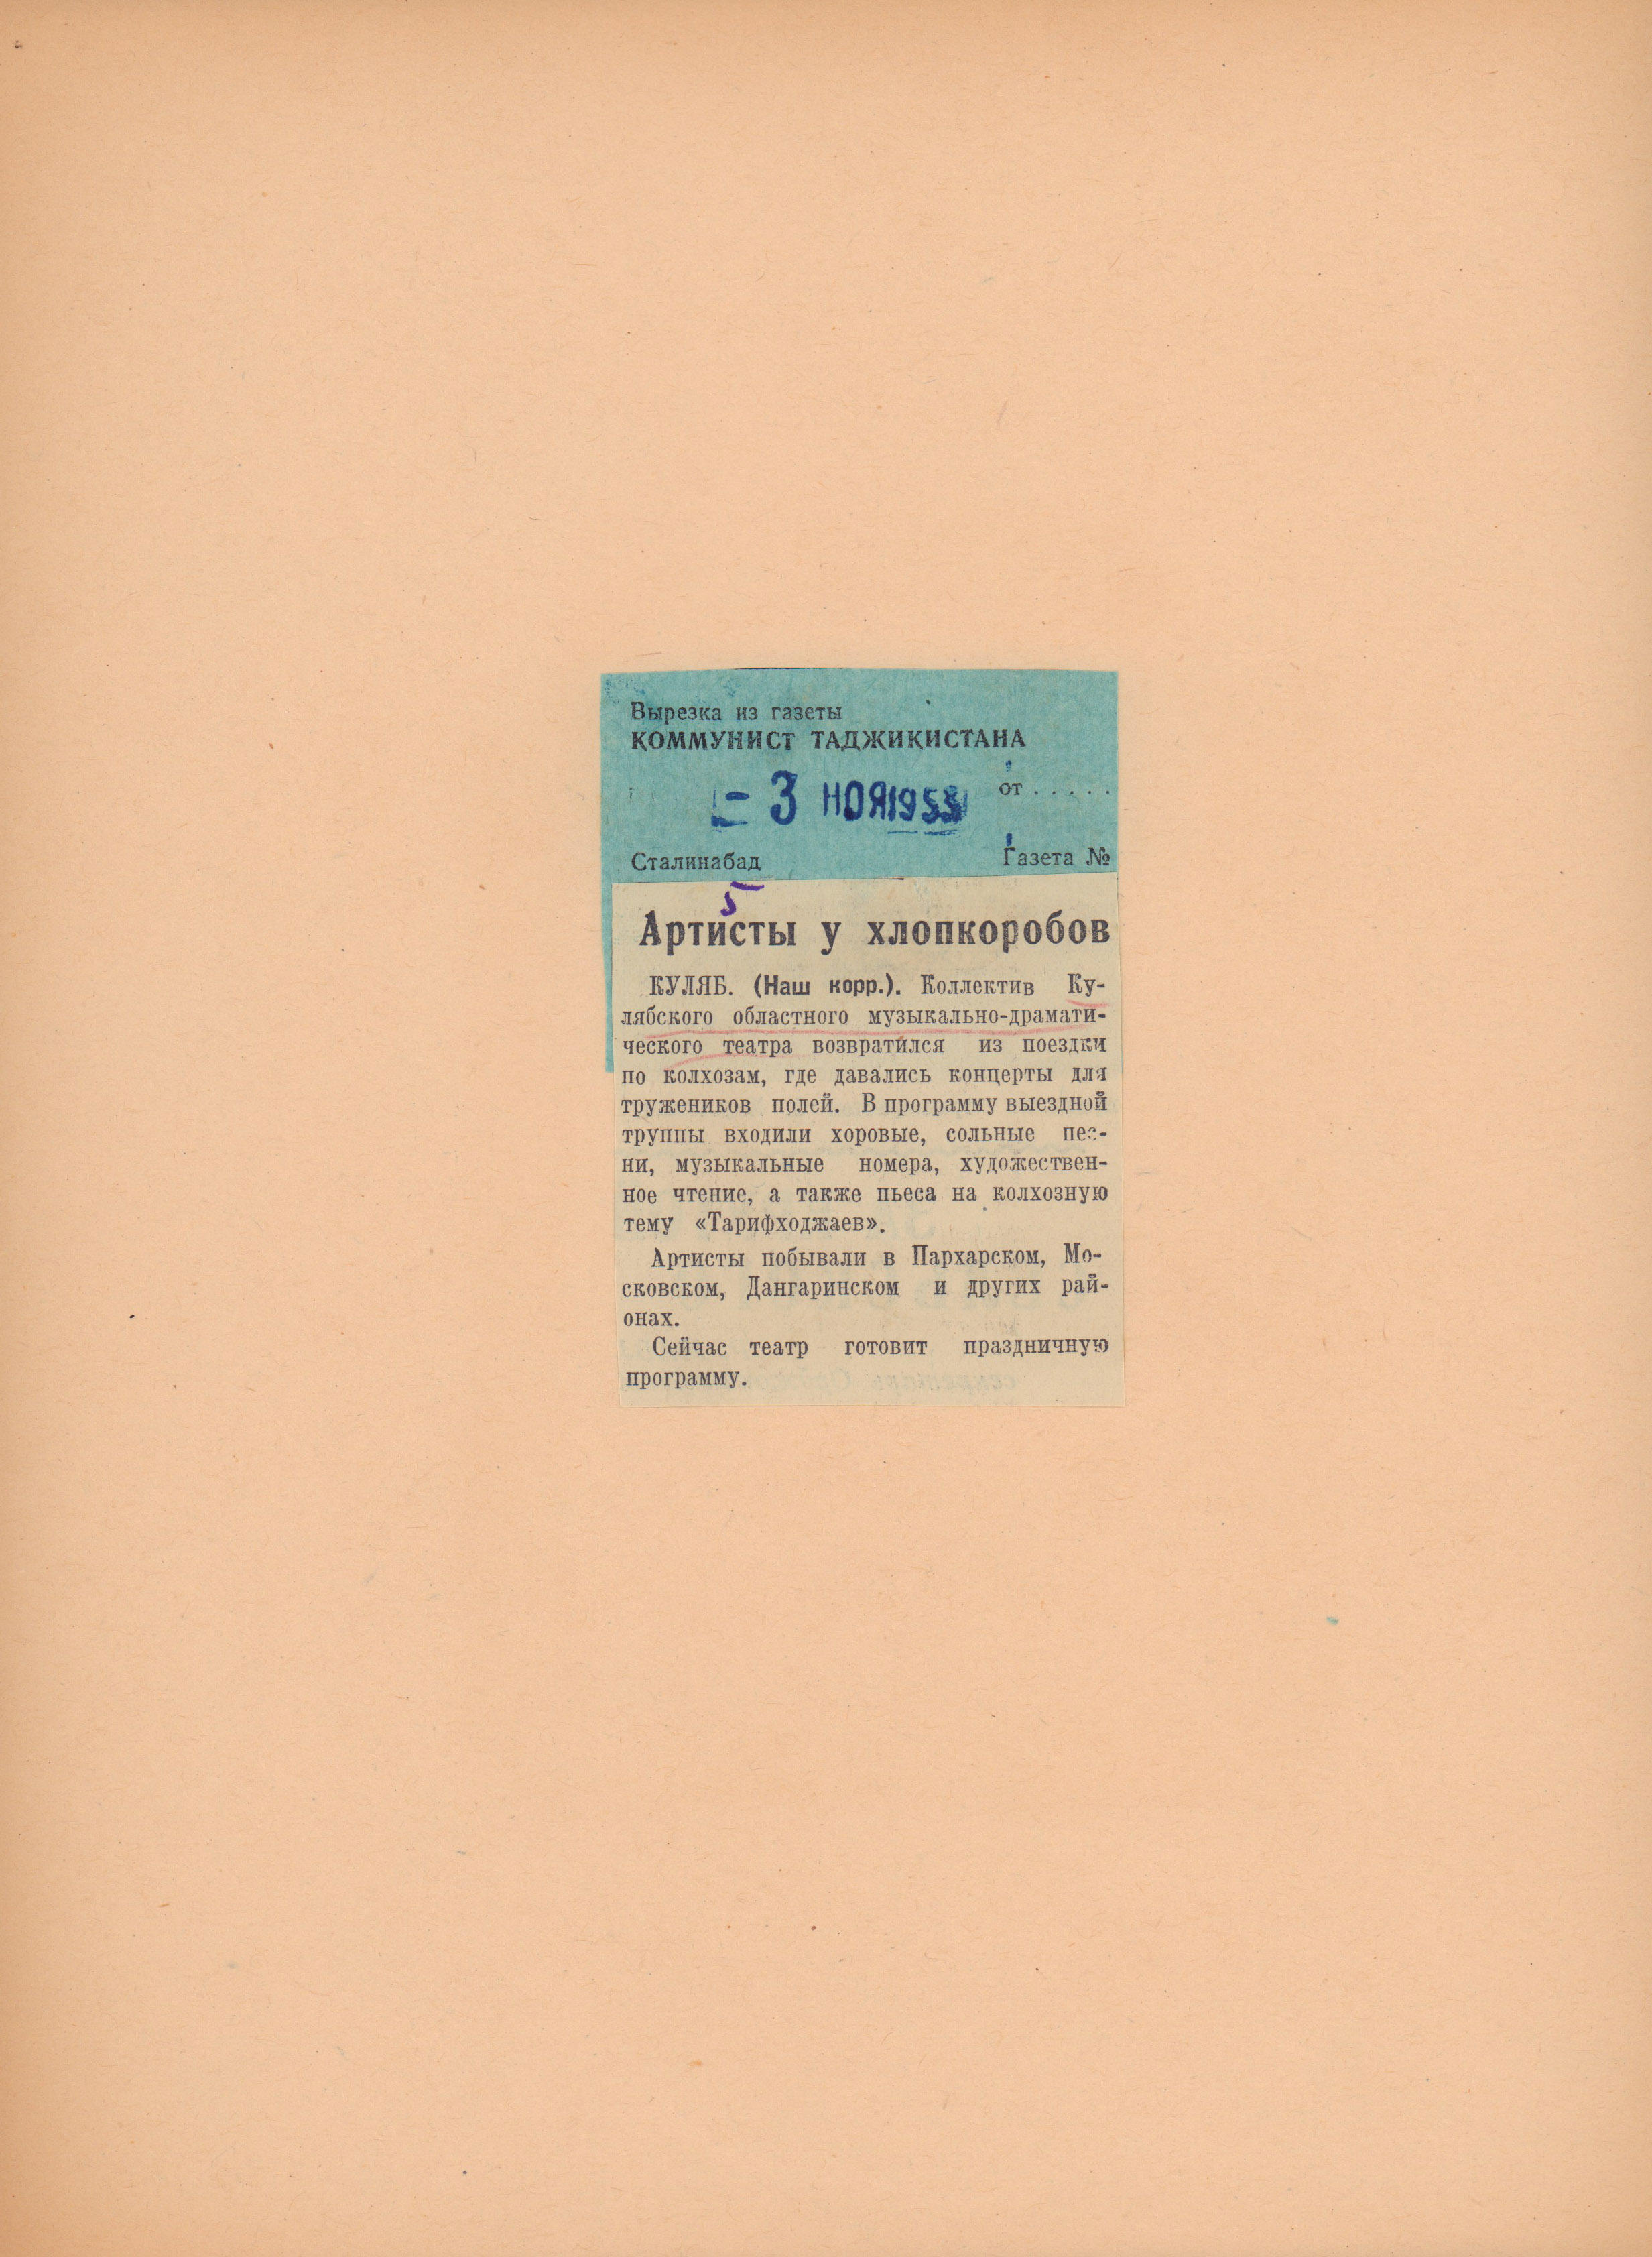 Вырезка из газеты
КОММУНИСТ ТАДЖИКИСТАНА
от . . . . .
- 3 НОЯ 1953
Сталинабад Газета №
5
Артисты у хлопкоробов
КУЛЯБ. (Наш корр.). Коллектив Ку-
лябского областного музыкально-драмати-
ческого театра возвратился из поездки
по колхозам, где давались концерты для
тружеников полей. В программу выездной
труппы входили хоровые, сольные пес-
ни, музыкальные номера, художествен-
ное чтение, а также пьеса на колхозную
тему «Тарифходжаев».
Артисты побывали в Пархарском, Мо-
сковском, Дангаринском и других рай-
онах.
Сейчас театр готовит праздничную
программу.